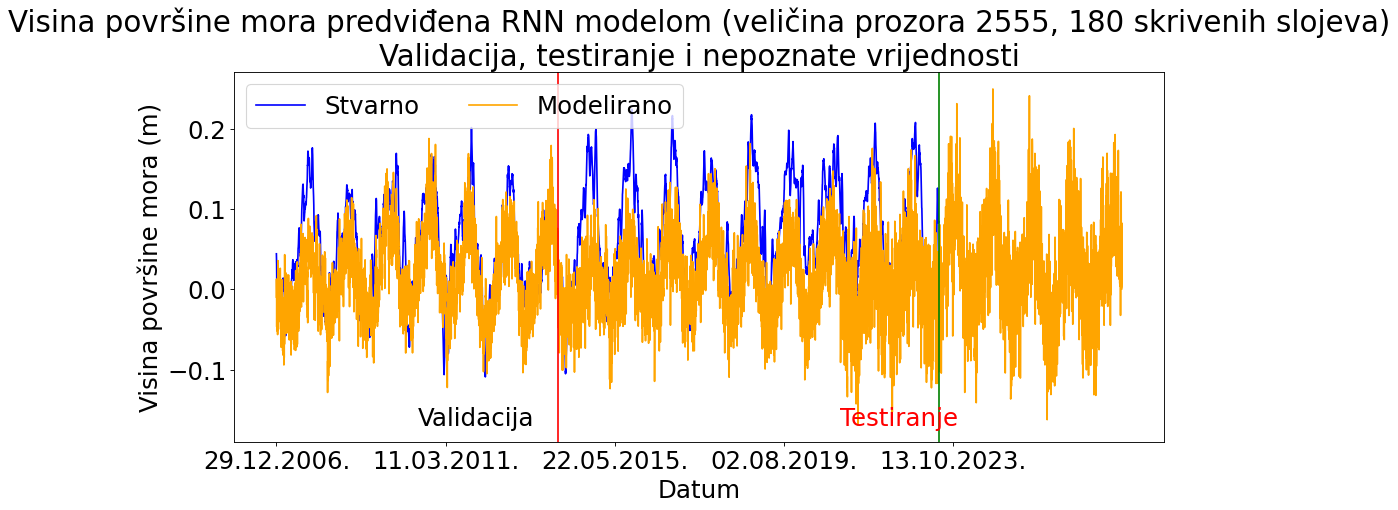 Visina površine mora predviđena RNN modelom (veličina prozora 2555, 180 skrivenih slojeva)
Validacija, testiranje i nepoznate vrijednosti
Stvarno
Modelirano
Visina površine mora (m)
0.2
0.1
0.0
−0.1
Validacija
Testiranje
29.12.2006.
11.03.2011.
22.05.2015.
02.08.2019.
13.10.2023.
Datum